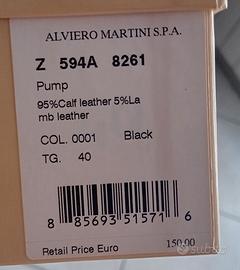 ALVIERO MARTINI S.P.A.
Z 594A 8261
Pump
95%Calf leather 5%La
mb leather
COL. 0001 Black
TG. 40
8 85693 51571 6
Retail Price Euro 150.00
subito